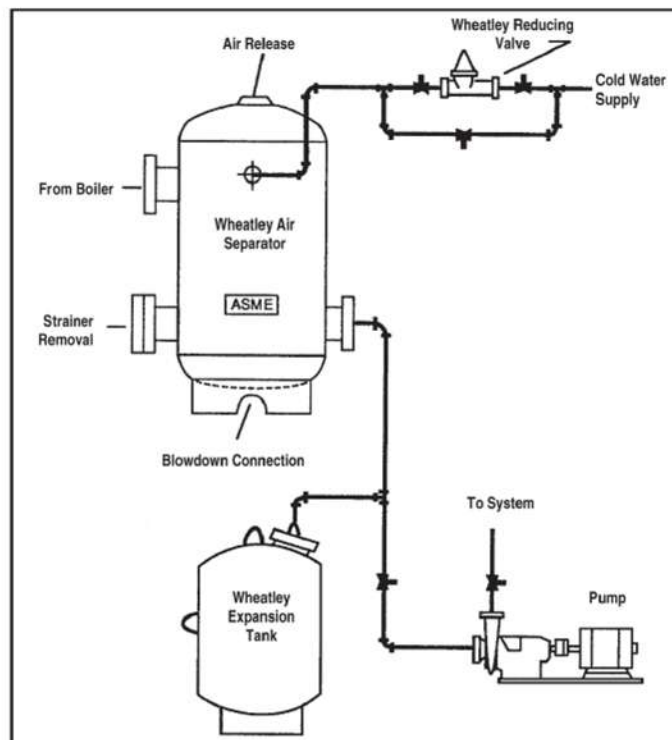 Air Release
Wheatley Reducing
Valve
Cold Water
Supply
From Boiler
Wheatley Air
Separator
ASME
Strainer
Removal
Blowdown Connection
To System
Wheatley
Expansion
Tank
Pump